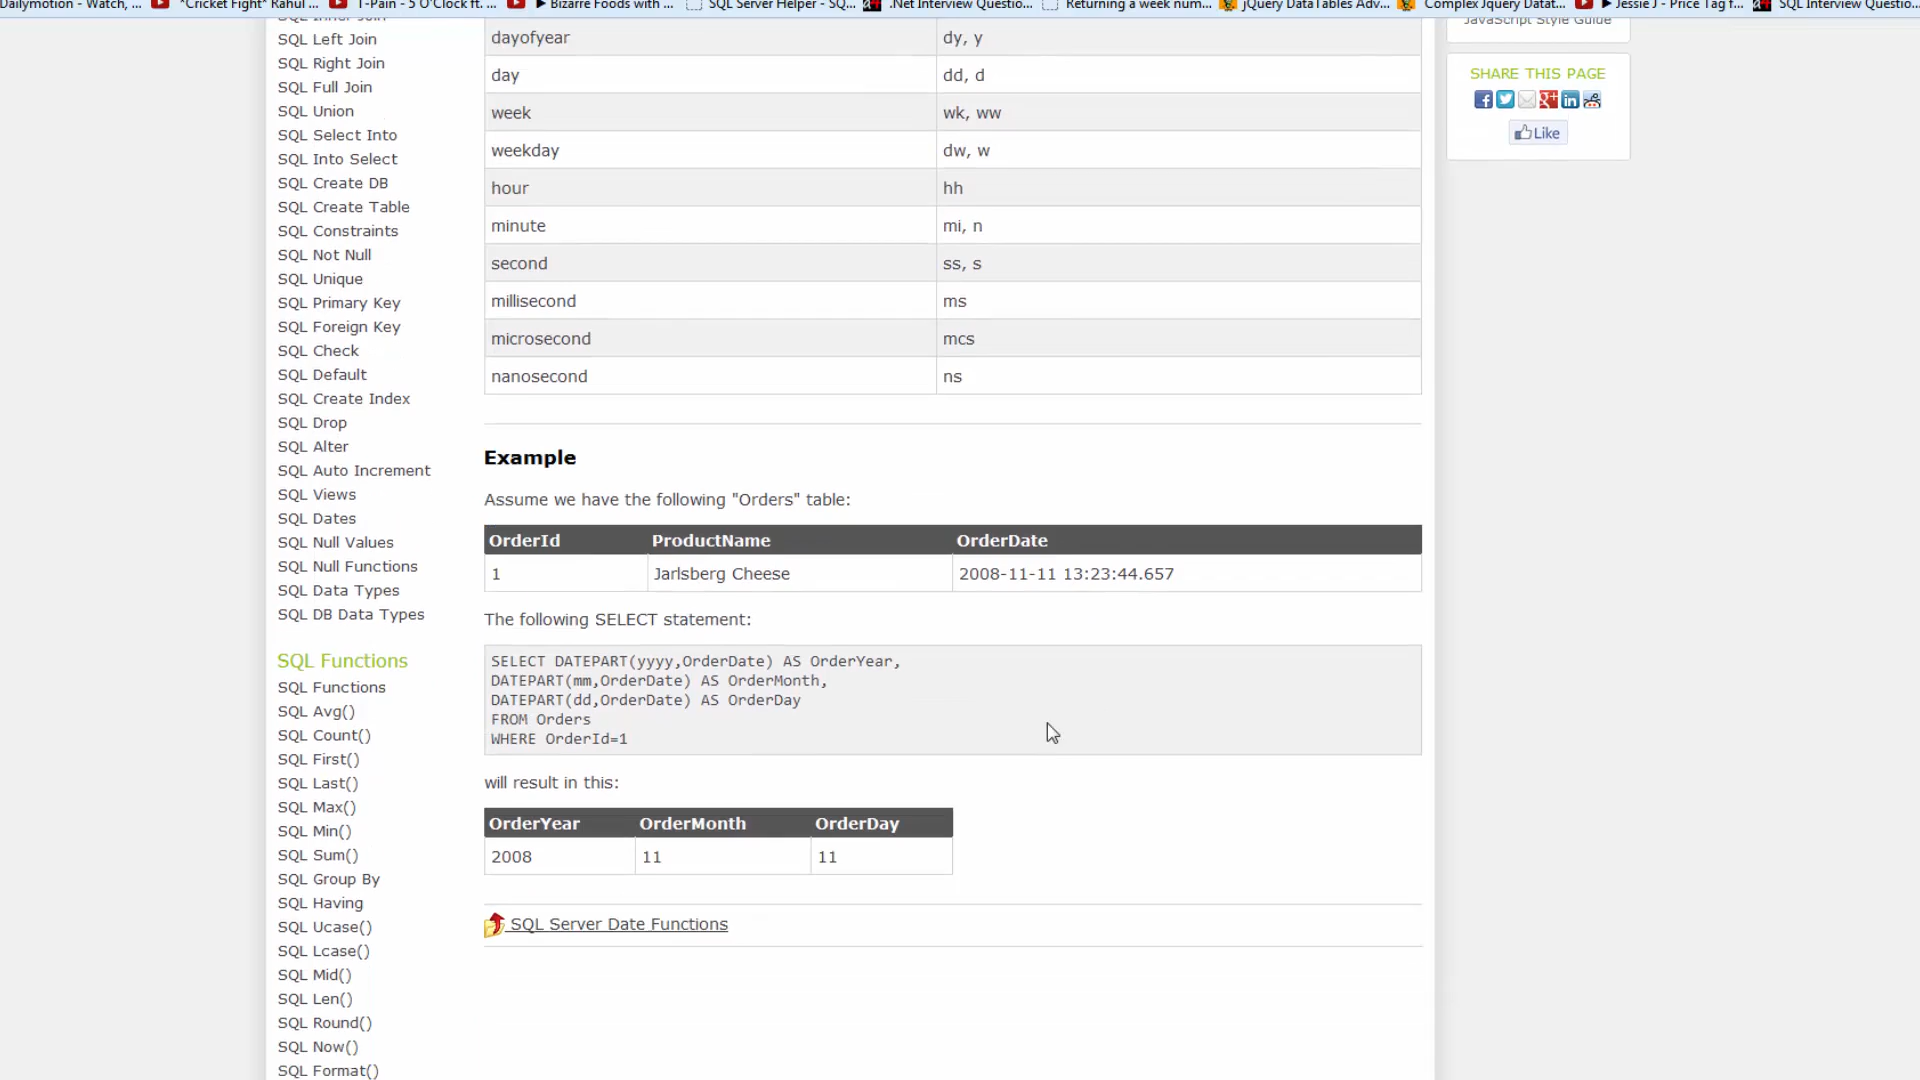 Dailymotion - Watch, ... *Cricket Fight* Rahul ... T-Pain - 5 O'Clock ft. ... ▶ Bizarre Foods with ... SQL Server Helper - SQ... .Net Interview Questio... Returning a week num... jQuery DataTables Adv... Complex Jquery Datat... ▶ Jessie J - Price Tag f... SQL Interview Question...
SQL Inner Join
SQL Left Join
SQL Right Join
SQL Full Join
SQL Union
SQL Select Into
SQL Into Select
SQL Create DB
SQL Create Table
SQL Constraints
SQL Not Null
SQL Unique
SQL Primary Key
SQL Foreign Key
SQL Check
SQL Default
SQL Create Index
SQL Drop
SQL Alter
SQL Auto Increment
SQL Views
SQL Dates
SQL Null Values
SQL Null Functions
SQL Data Types
SQL DB Data Types
SQL Functions
SQL Functions
SQL Avg()
SQL Count()
SQL First()
SQL Last()
SQL Max()
SQL Min()
SQL Sum()
SQL Group By
SQL Having
SQL Ucase()
SQL Lcase()
SQL Mid()
SQL Len()
SQL Round()
SQL Now()
SQL Format()
dayofyear dy, y
day dd, d
week wk, ww
weekday dw, w
hour hh
minute mi, n
second ss, s
millisecond ms
microsecond mcs
nanosecond ns
Example
Assume we have the following "Orders" table:
OrderId ProductName OrderDate
1 Jarlsberg Cheese 2008-11-11 13:23:44.657
The following SELECT statement:
SELECT DATEPART(yyyy,OrderDate) AS OrderYear,
DATEPART(mm,OrderDate) AS OrderMonth,
DATEPART(dd,OrderDate) AS OrderDay
FROM Orders
WHERE OrderId=1
will result in this:
OrderYear OrderMonth OrderDay
2008 11 11
SQL Server Date Functions
JavaScript Style Guide
SHARE THIS PAGE
Like